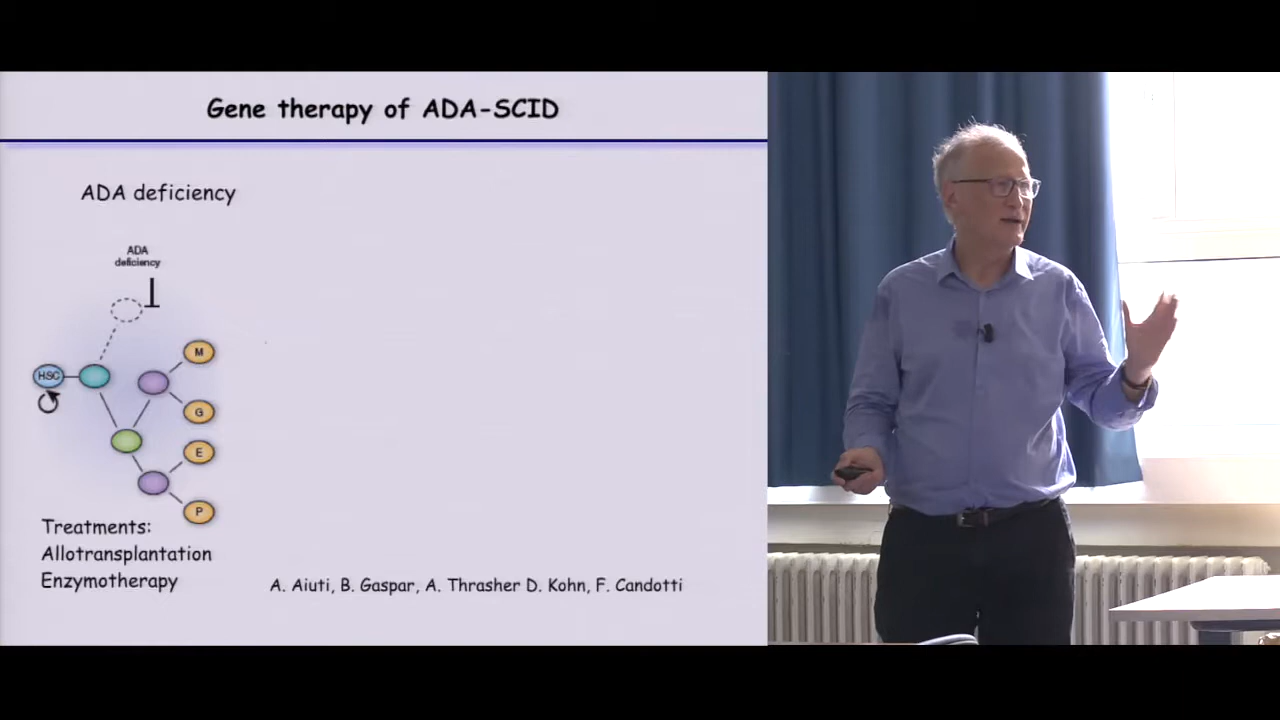 Gene therapy of ADA-SCID
ADA deficiency
ADA
deficiency
HSC
M
G
E
P
Treatments:
Allotransplantation
Enzymotherapy
A. Aiuti, B. Gaspar, A. Thrasher D. Kohn, F. Candotti